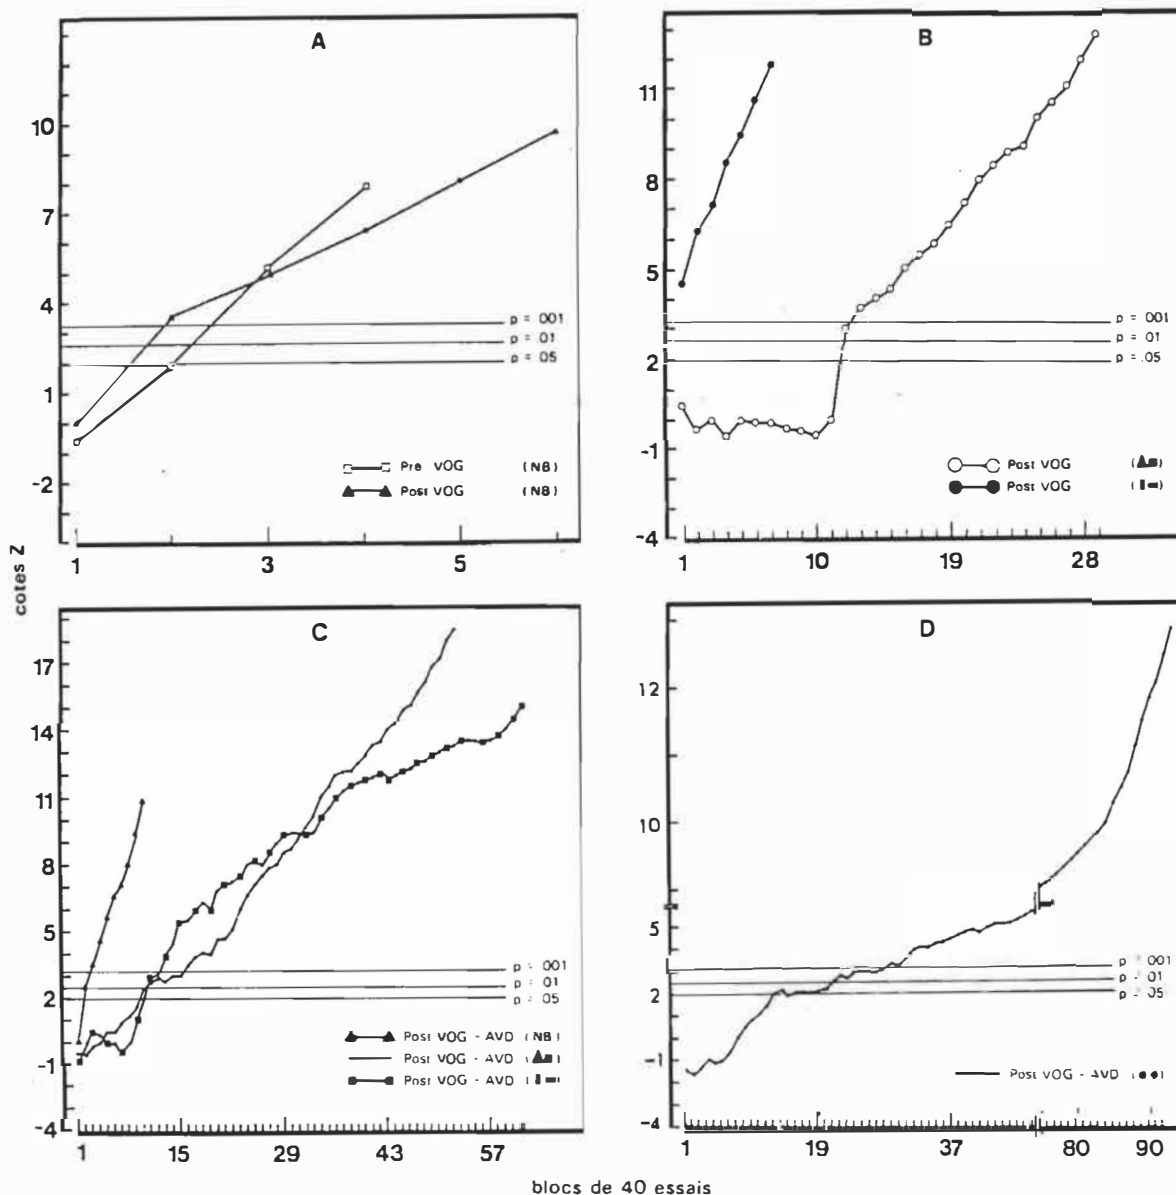 A
10
7
4
1
-2
p = 001
p = .01
p = .05
Pre VOG (NB)
Post VOG (NB)
1 3 5
B
11
8
5
2
-1
-4
p = .001
p = .01
p = .05
Post VOG
Post VOG
1 10 19 28
cotes Z
C
17
14
11
8
5
2
-1
-4
p = .001
p = .01
p = .05
Post VOG - AVD (NB)
Post VOG - AVD
Post VOG - AVD
1 15 29 43 57
D
12
10
5
2
-1
-4
p = 001
p = .01
p = .05
Post VOG - AVD
1 19 37 80 90
blocs de 40 essais